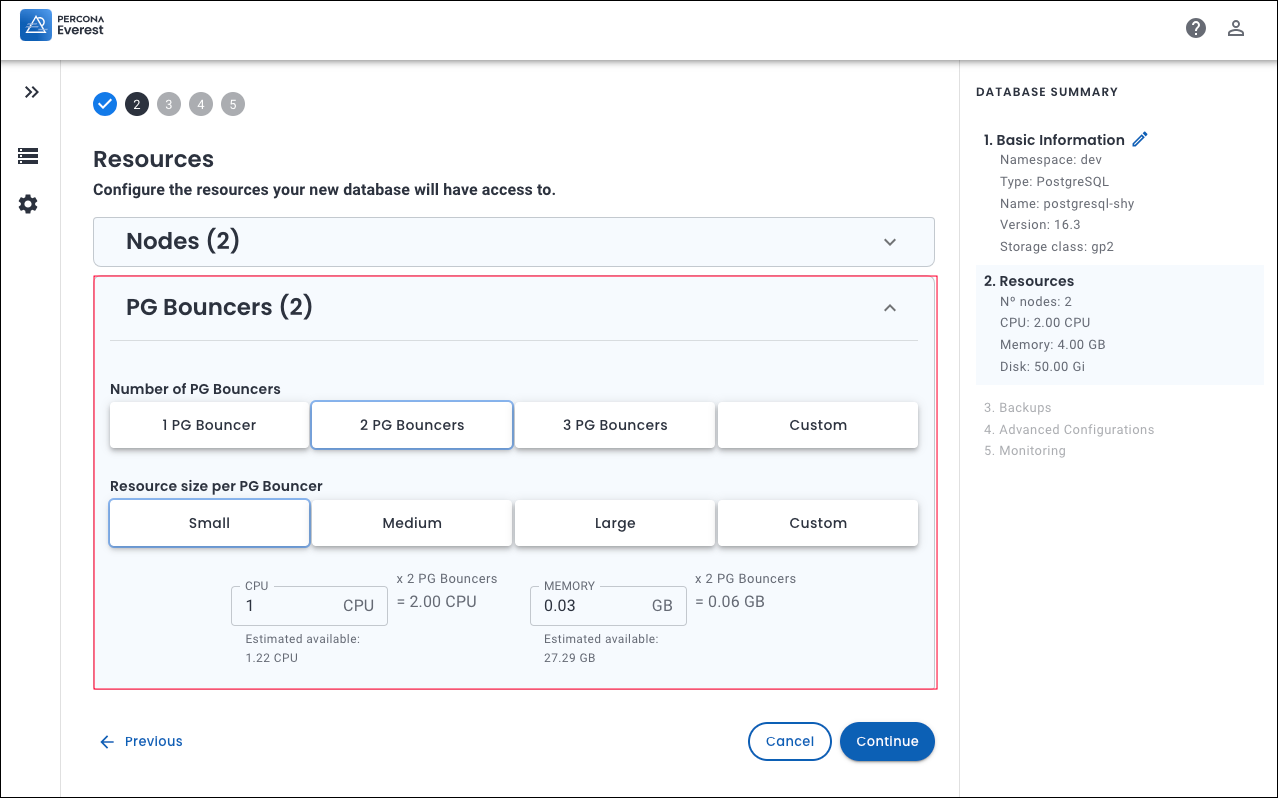 PERCONA
Everest
2 3 4 5
Resources
Configure the resources your new database will have access to.
Nodes (2)
PG Bouncers (2)
Number of PG Bouncers
1 PG Bouncer 2 PG Bouncers 3 PG Bouncers Custom
Resource size per PG Bouncer
Small Medium Large Custom
CPU
1 CPU
x 2 PG Bouncers
= 2.00 CPU
Estimated available:
1.22 CPU
MEMORY
0.03 GB
x 2 PG Bouncers
= 0.06 GB
Estimated available:
27.29 GB
Previous
Cancel
Continue
DATABASE SUMMARY
1. Basic Information
Namespace: dev
Type: PostgreSQL
Name: postgresql-shy
Version: 16.3
Storage class: gp2
2. Resources
Nº nodes: 2
CPU: 2.00 CPU
Memory: 4.00 GB
Disk: 50.00 Gi
3. Backups
4. Advanced Configurations
5. Monitoring